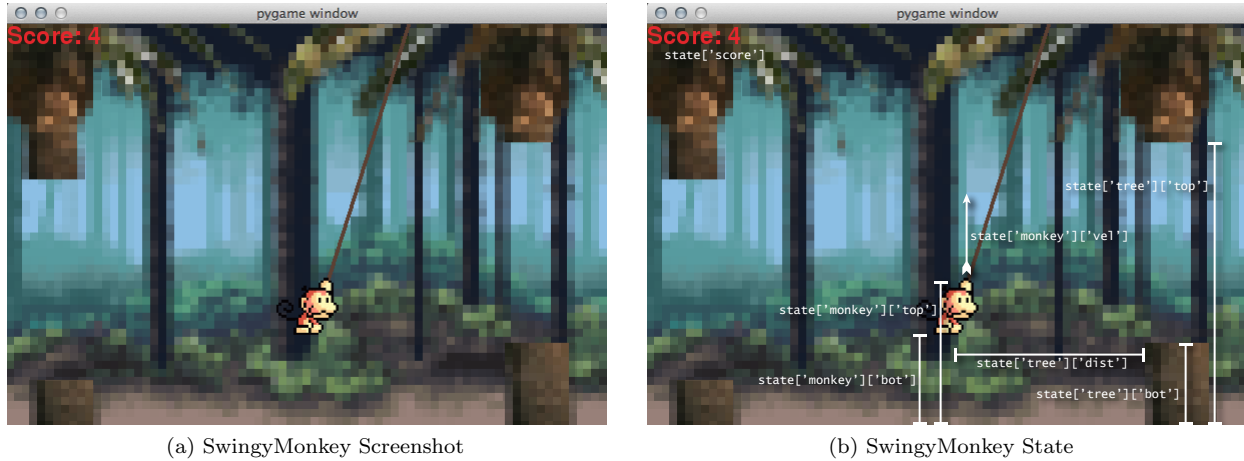 pygame window
Score: 4
(a) SwingyMonkey Screenshot
pygame window
Score: 4
state['score']
state['tree']['top']
state['monkey']['vel']
state['monkey']['top']
state['tree']['dist']
state['monkey']['bot']
state['tree']['bot']
(b) SwingyMonkey State